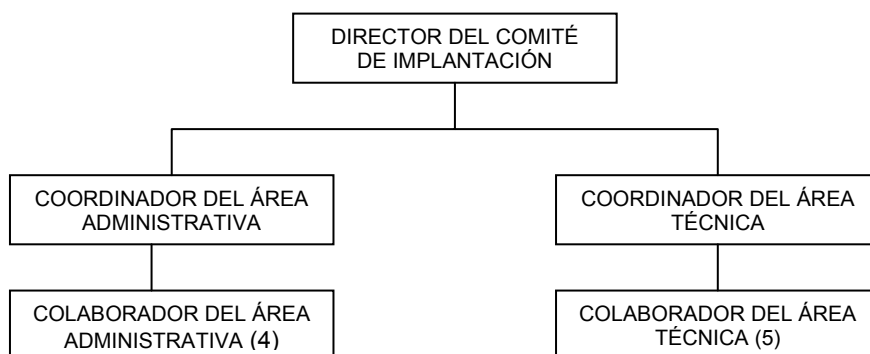 DIRECTOR DEL COMITÉ
DE IMPLANTACIÓN
COORDINADOR DEL ÁREA
ADMINISTRATIVA
COORDINADOR DEL ÁREA
TÉCNICA
COLABORADOR DEL ÁREA
ADMINISTRATIVA (4)
COLABORADOR DEL ÁREA
TÉCNICA (5)